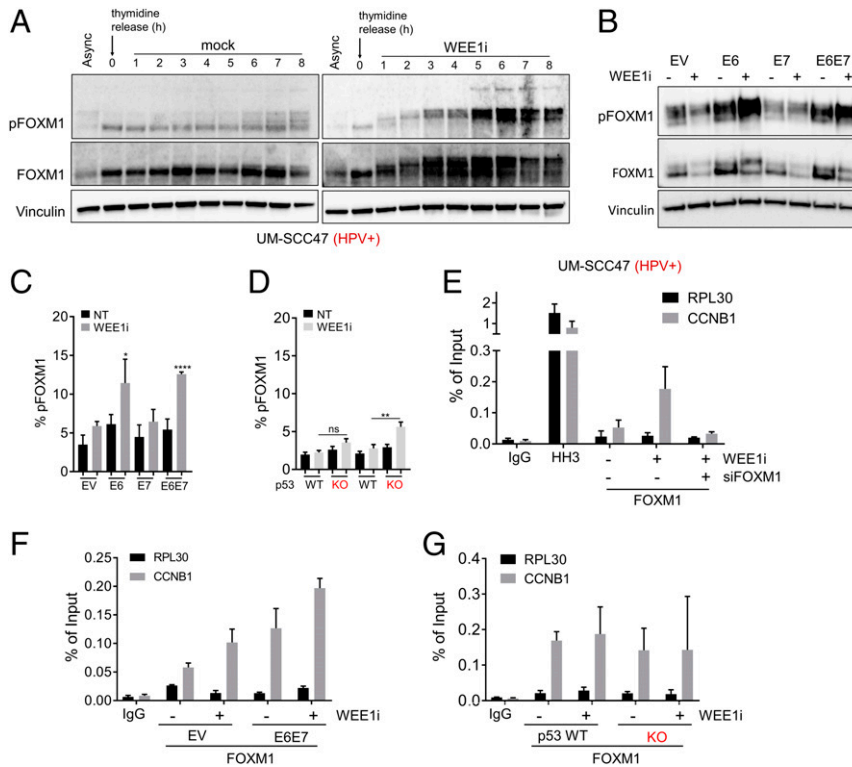 A
thymidine
release (h)
mock
Async
0 1 2 3 4 5 6 7 8
thymidine
release (h)
WEE1i
Async
0 1 2 3 4 5 6 7 8
pFOXM1
FOXM1
Vinculin
UM-SCC47 (HPV+)
B
EV E6 E7 E6E7
WEE1i - + - + - + - +
pFOXM1
FOXM1
Vinculin
C
NT
WEE1i
% pFOXM1
20
15
10
5
0
*
****
EV E6 E7 E6E7
D
NT
WEE1i
% pFOXM1
20
15
10
5
0
ns
**
p53 WT KO WT KO
UM-SCC47 (HPV+)
E
RPL30
CCNB1
% of Input
2
1
0.3
0.2
0.1
0.0
IgG HH3 - + + WEE1i
- - + siFOXM1
FOXM1
F
RPL30
CCNB1
% of Input
0.25
0.20
0.15
0.10
0.05
0.00
IgG - + - + WEE1i
EV E6E7
FOXM1
G
RPL30
CCNB1
% of Input
0.4
0.3
0.2
0.1
0.0
IgG - + - + WEE1i
p53 WT KO
FOXM1